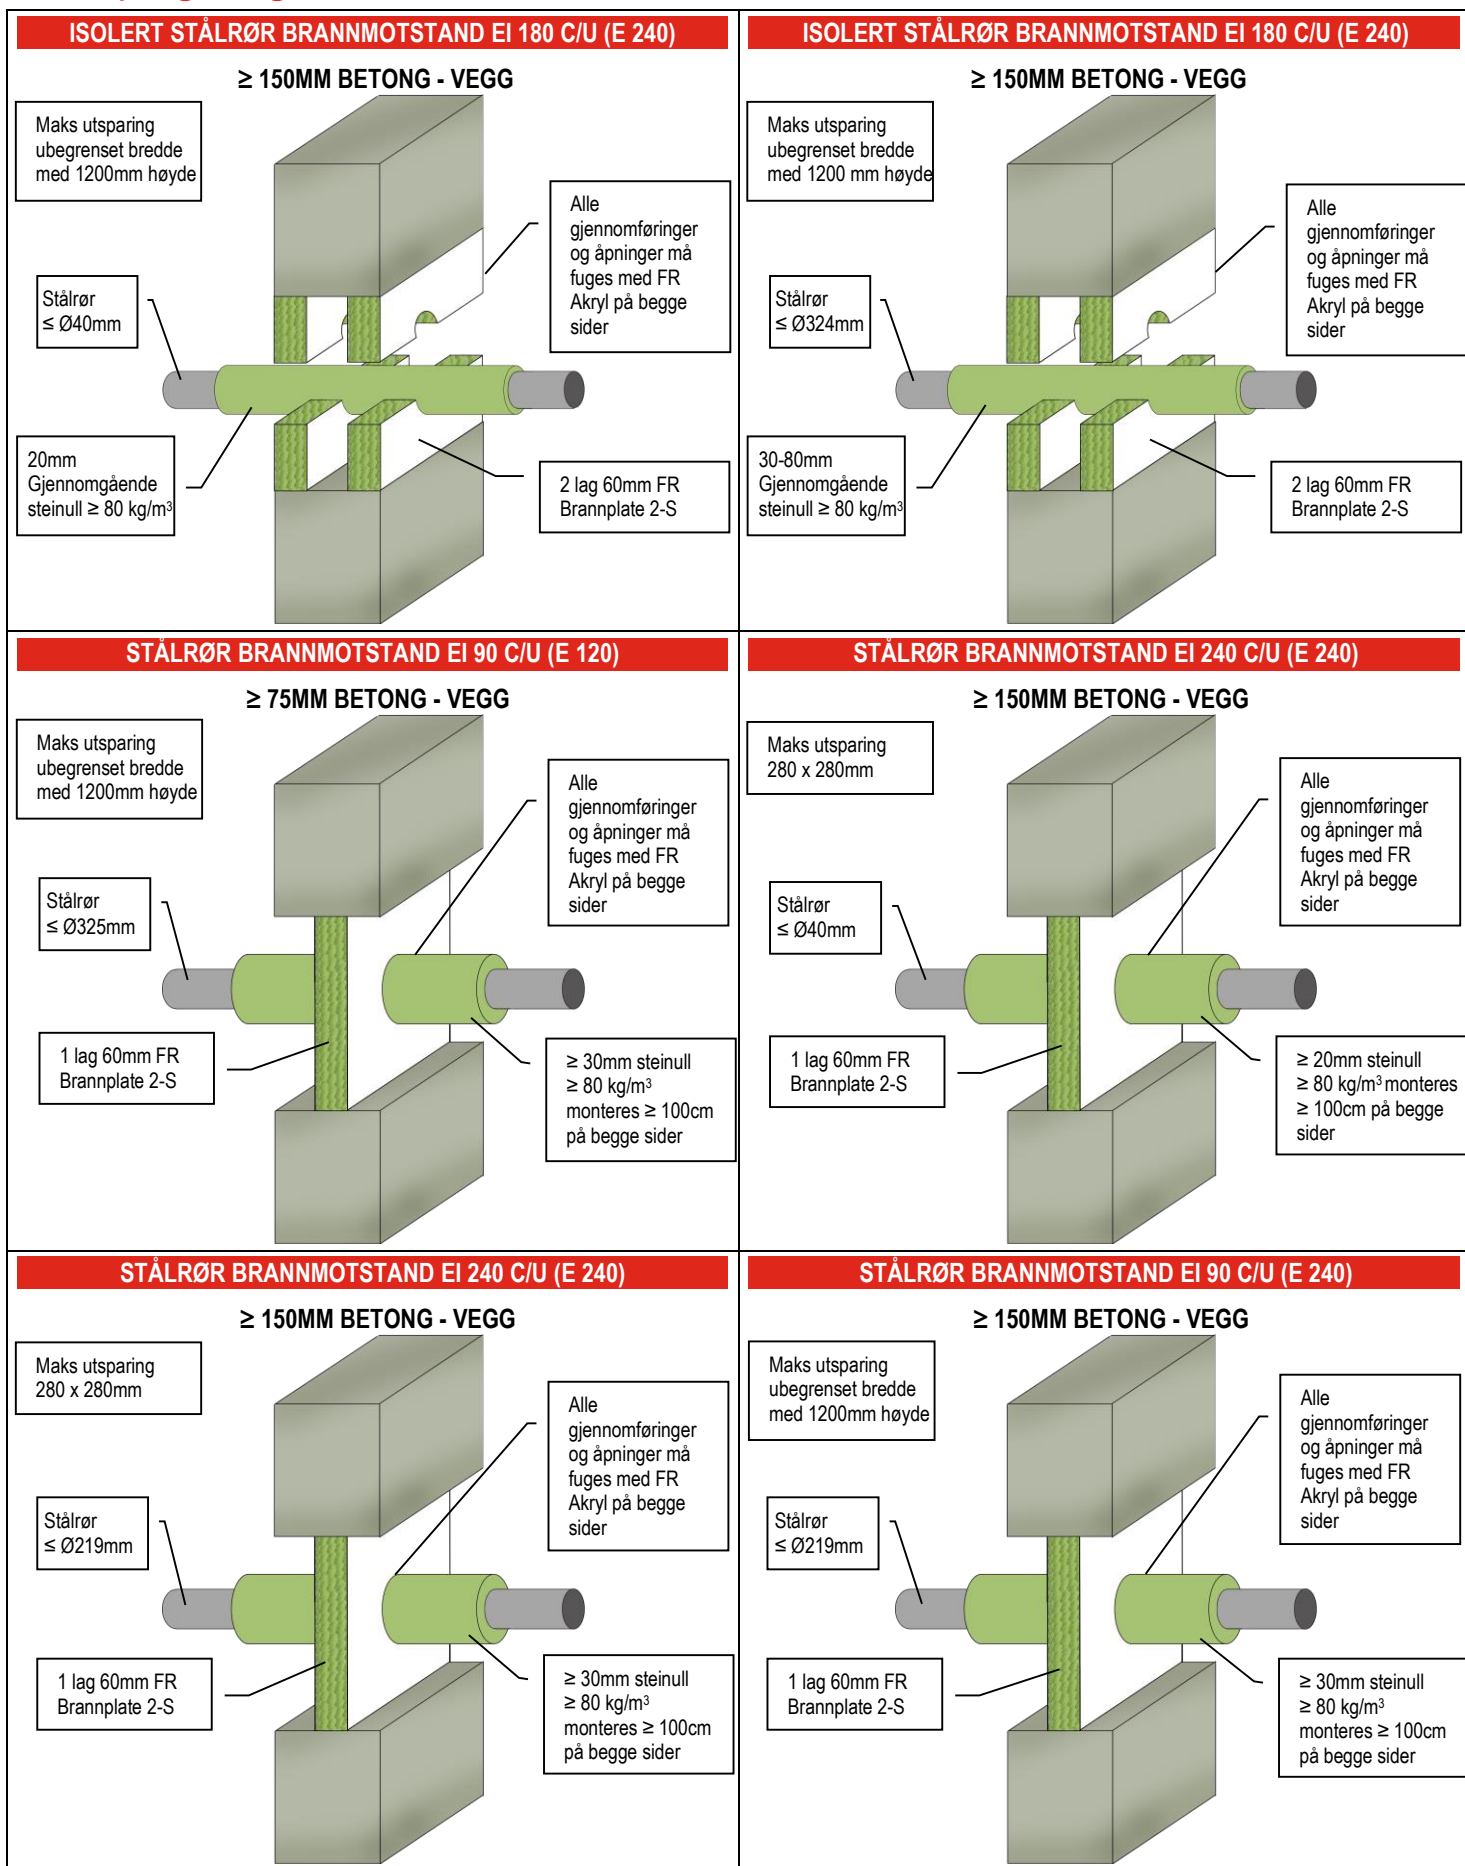 ISOLERT STÅLRØR BRANNMOTSTAND EI 180 C/U (E 240)
≥ 150MM BETONG - VEGG
Maks utsparing
ubegrenset bredde
med 1200mm høyde
Alle
gjennomføringer
og åpninger må
fuges med FR
Akryl på begge
sider
Stålrør
≤ Ø40mm
20mm
Gjennomgående
steinull ≥ 80 kg/m³
2 lag 60mm FR
Brannplate 2-S
ISOLERT STÅLRØR BRANNMOTSTAND EI 180 C/U (E 240)
≥ 150MM BETONG - VEGG
Maks utsparing
ubegrenset bredde
med 1200 mm høyde
Alle
gjennomføringer
og åpninger må
fuges med FR
Akryl på begge
sider
Stålrør
≤ Ø324mm
30-80mm
Gjennomgående
steinull ≥ 80 kg/m³
2 lag 60mm FR
Brannplate 2-S
STÅLRØR BRANNMOTSTAND EI 90 C/U (E 120)
≥ 75MM BETONG - VEGG
Maks utsparing
ubegrenset bredde
med 1200mm høyde
Alle
gjennomføringer
og åpninger må
fuges med FR
Akryl på begge
sider
Stålrør
≤ Ø325mm
1 lag 60mm FR
Brannplate 2-S
≥ 30mm steinull
≥ 80 kg/m³
monteres ≥ 100cm
på begge sider
STÅLRØR BRANNMOTSTAND EI 240 C/U (E 240)
≥ 150MM BETONG - VEGG
Maks utsparing
280 x 280mm
Alle
gjennomføringer
og åpninger må
fuges med FR
Akryl på begge
sider
Stålrør
≤ Ø40mm
1 lag 60mm FR
Brannplate 2-S
≥ 20mm steinull
≥ 80 kg/m³ monteres
≥ 100cm på begge
sider
STÅLRØR BRANNMOTSTAND EI 240 C/U (E 240)
≥ 150MM BETONG - VEGG
Maks utsparing
280 x 280mm
Alle
gjennomføringer
og åpninger må
fuges med FR
Akryl på begge
sider
Stålrør
≤ Ø219mm
1 lag 60mm FR
Brannplate 2-S
≥ 30mm steinull
≥ 80 kg/m³
monteres ≥ 100cm
på begge sider
STÅLRØR BRANNMOTSTAND EI 90 C/U (E 240)
≥ 150MM BETONG - VEGG
Maks utsparing
ubegrenset bredde
med 1200mm høyde
Alle
gjennomføringer
og åpninger må
fuges med FR
Akryl på begge
sider
Stålrør
≤ Ø219mm
1 lag 60mm FR
Brannplate 2-S
≥ 30mm steinull
≥ 80 kg/m³
monteres ≥ 100cm
på begge sider